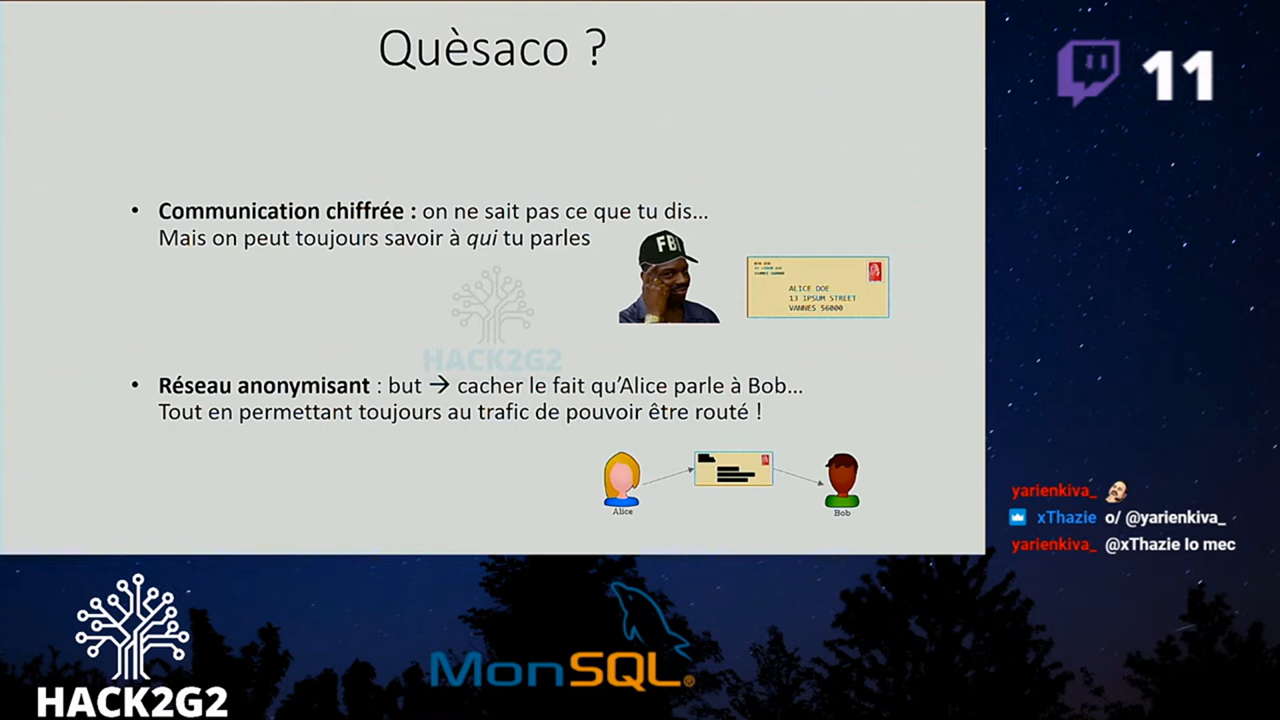 Quèsaco ?
11
• Communication chiffrée : on ne sait pas ce que tu dis...
Mais on peut toujours savoir à qui tu parles
FBI
ALICE DOE
13 IPSUM STREET
VANNES 56000
HACK2G2
• Réseau anonymisant : but → cacher le fait qu'Alice parle à Bob...
Tout en permettant toujours au trafic de pouvoir être routé !
Alice
Bob
yarienkiva_
xThazie o/ @yarienkiva_
yarienkiva_ @xThazie lo mec
HACK2G2
MonSQL®